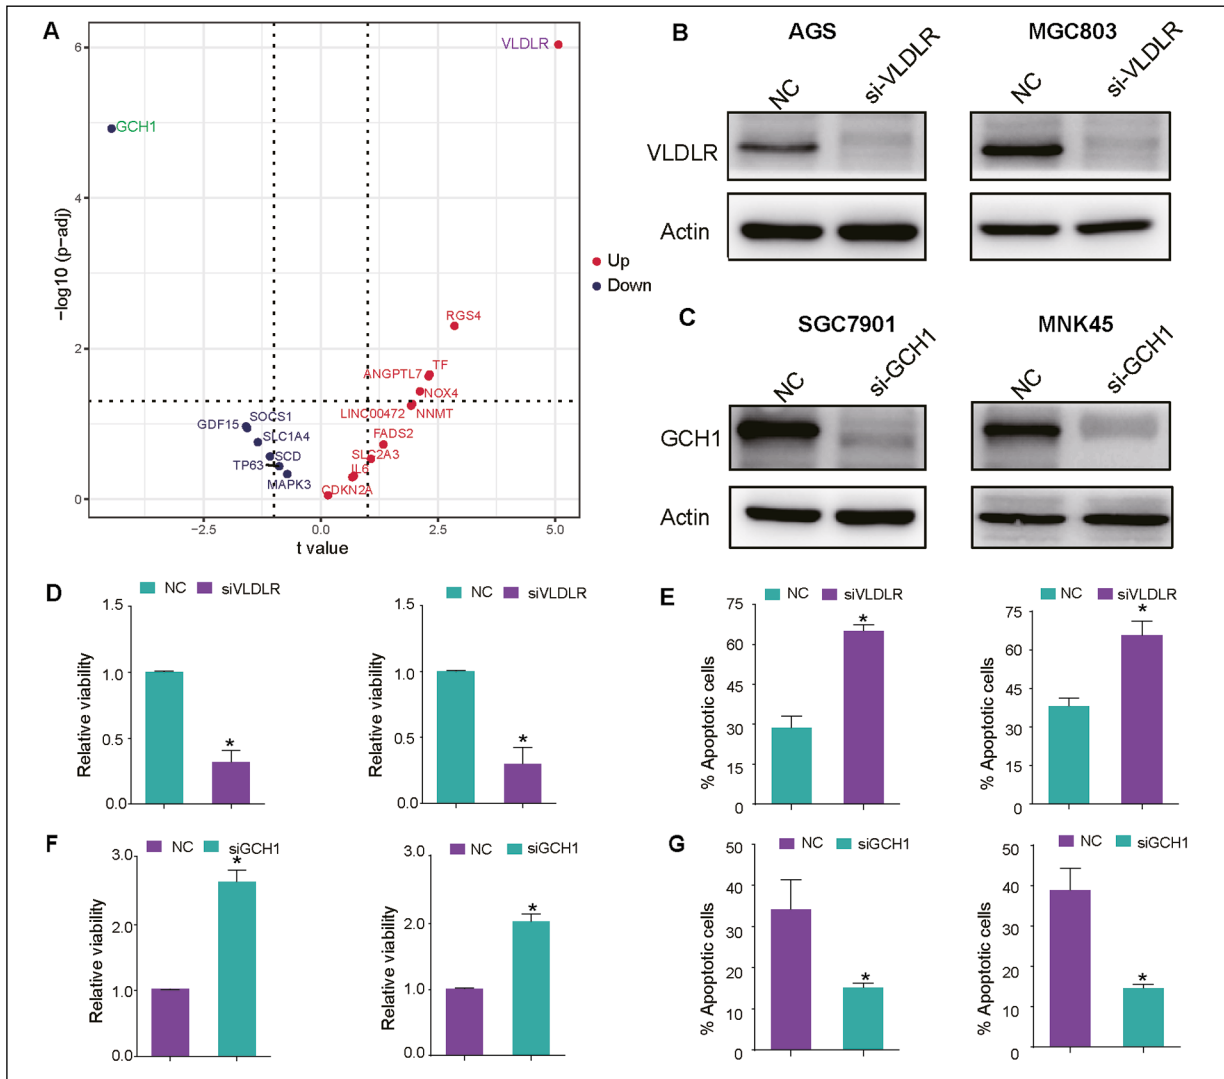 A
6
4
2
0
−log10 (p−adj)
VLDLR
GCH1
RGS4
TF
ANGPTL7
NOX4
LINC00472
NNMT
FADS2
SLC2A3
IL6
CDKN2A
SOCS1
GDF15
SLC1A4
SCD
TP63
MAPK3
−2.5
0.0
2.5
5.0
t value
Up
Down
B
AGS
MGC803
NC
si-VLDLR
NC
si-VLDLR
VLDLR
Actin
C
SGC7901
MNK45
NC
si-GCH1
NC
si-GCH1
GCH1
Actin
D
NC siVLDLR
Relative viability
1.5
1.0
0.5
0.0
*
NC siVLDLR
Relative viability
1.5
1.0
0.5
0.0
*
E
NC siVLDLR
% Apoptotic cells
75
60
45
30
15
0
*
NC siVLDLR
% Apoptotic cells
75
60
45
30
15
0
*
F
NC siGCH1
Relative viability
3.0
2.0
1.0
0.0
*
NC siGCH1
Relative viability
3.0
2.0
1.0
0.0
*
G
NC siGCH1
% Apoptotic cells
50
40
30
20
10
0
*
NC siGCH1
% Apoptotic cells
50
40
30
20
10
0
*